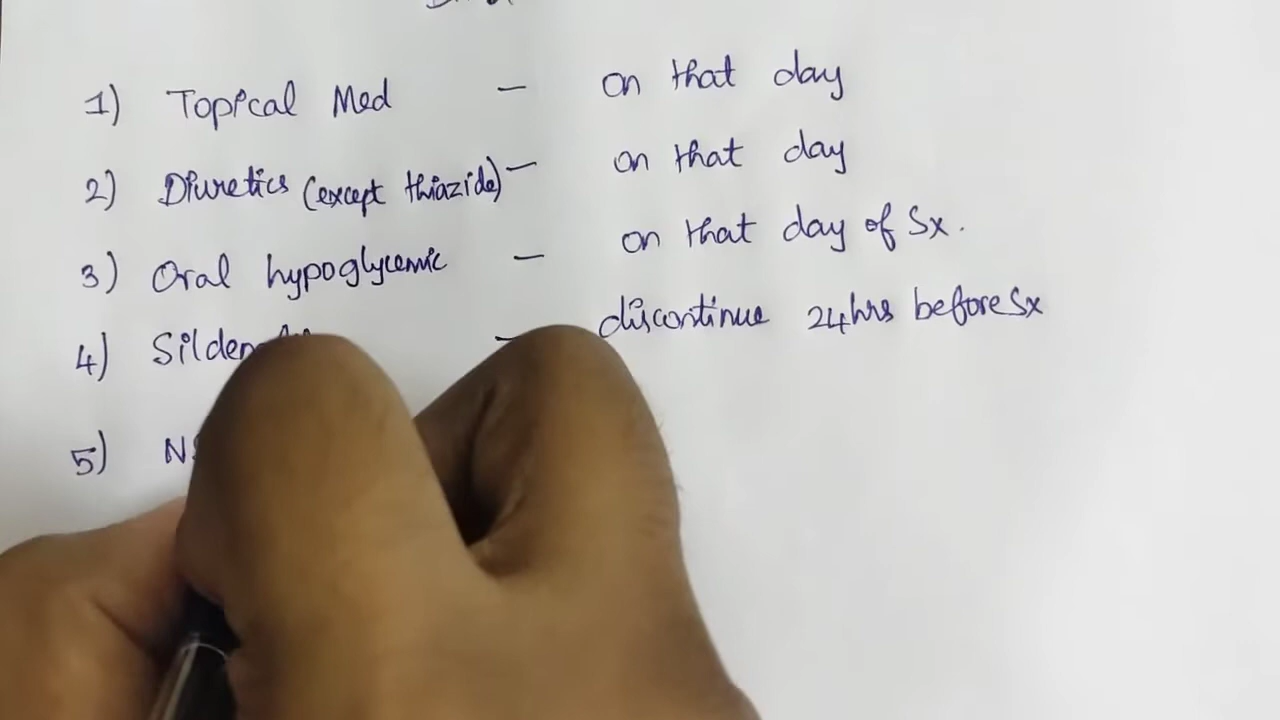 1) Topical Med – on that day
2) Diuretics (except thiazide) – on that day
3) Oral hypoglycemic – on that day of Sx.
4) – discontinue 24hrs before Sx
5)